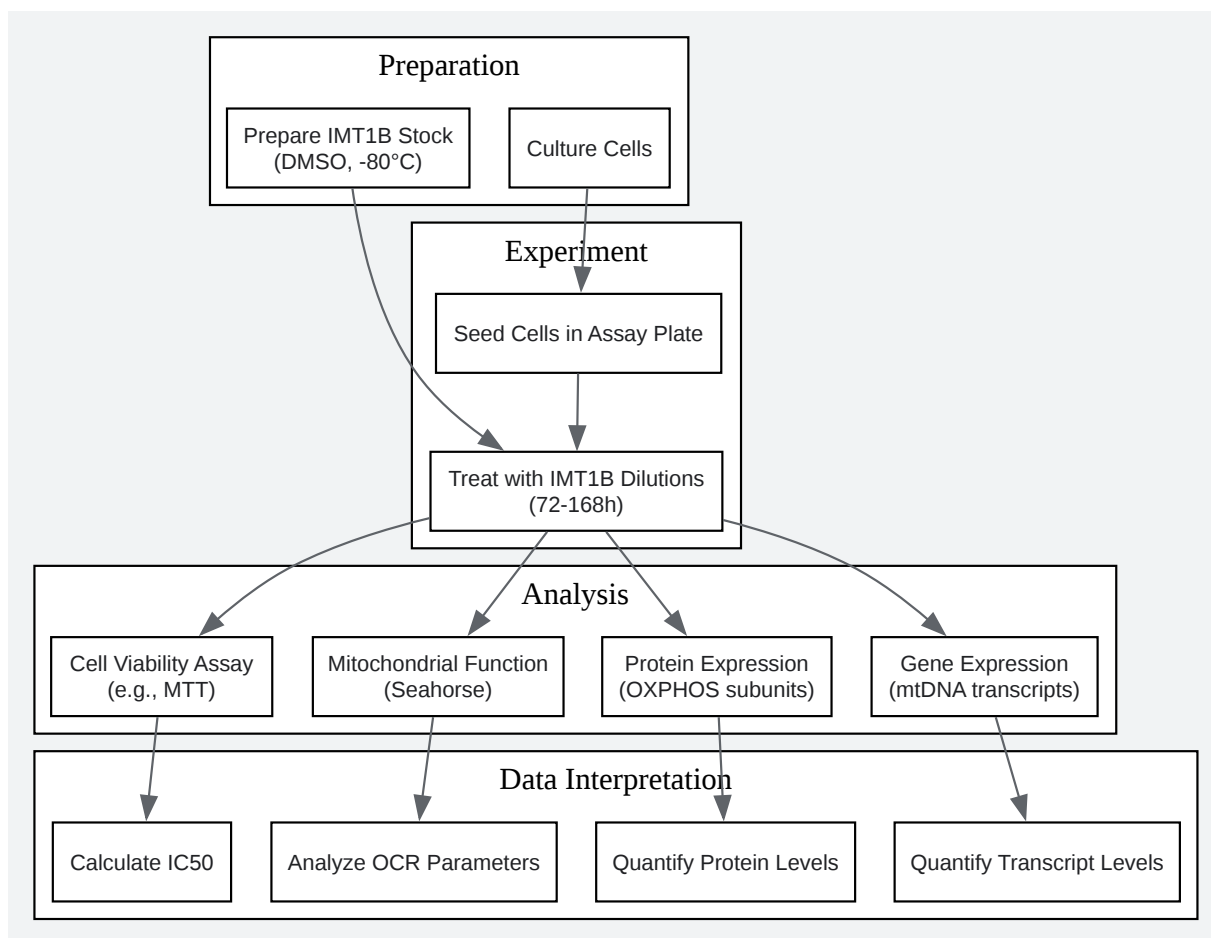 Preparation
Prepare IMT1B Stock
(DMSO, -80°C)
Culture Cells
Experiment
Seed Cells in Assay Plate
Treat with IMT1B Dilutions
(72-168h)
Analysis
Cell Viability Assay
(e.g., MTT)
Mitochondrial Function
(Seahorse)
Protein Expression
(OXPHOS subunits)
Gene Expression
(mtDNA transcripts)
Data Interpretation
Calculate IC50
Analyze OCR Parameters
Quantify Protein Levels
Quantify Transcript Levels